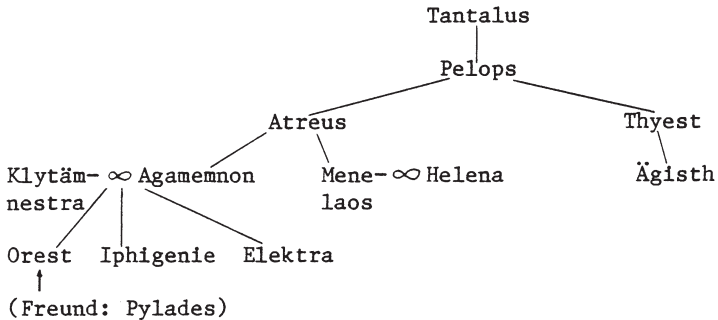 Tantalus
Pelops
Atreus Thyest
Klytäm- ∞ Agamemnon Mene- ∞ Helena Ägisth
nestra laos
Orest Iphigenie Elektra
(Freund: Pylades)